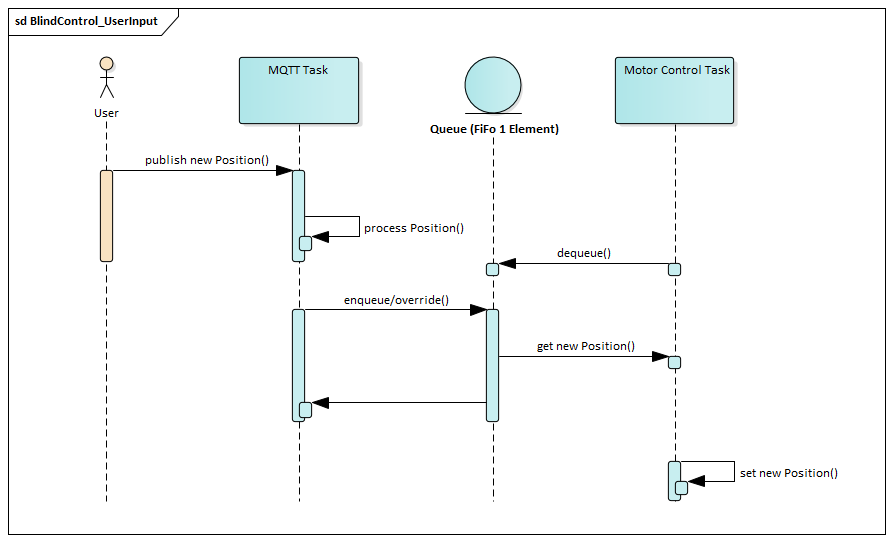 sd BlindControl_UserInput
MQTT Task
Motor Control Task
User
Queue (FiFo 1 Element)
publish new Position()
process Position()
dequeue()
enqueue/override()
get new Position()
set new Position()